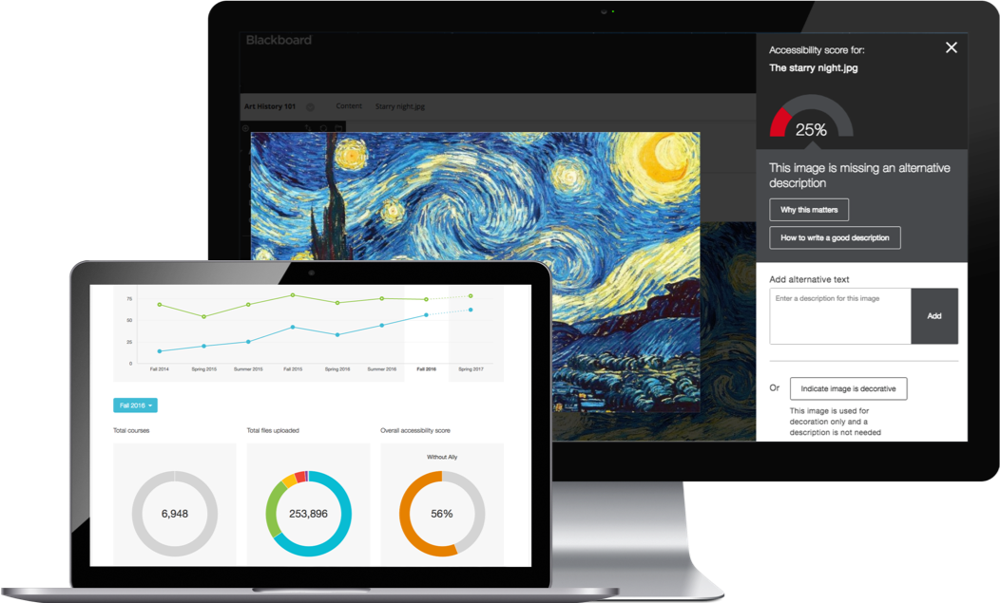 Blackboard
Art History 101
Content
Starry night.jpg
Accessibility score for:
The starry night.jpg
25%
This image is missing an alternative
description
Why this matters
How to write a good description
Add alternative text
Enter a description for this image
Add
Or
Indicate image is decorative
This image is used for
decoration only and a
description is not needed
75
50
25
0
Fall 2014
Spring 2015
Summer 2015
Fall 2015
Spring 2016
Summer 2016
Fall 2016
Spring 2017
Fall 2016
Total courses
Total files uploaded
Overall accessibility score
Without Ally
6,948
253,896
56%